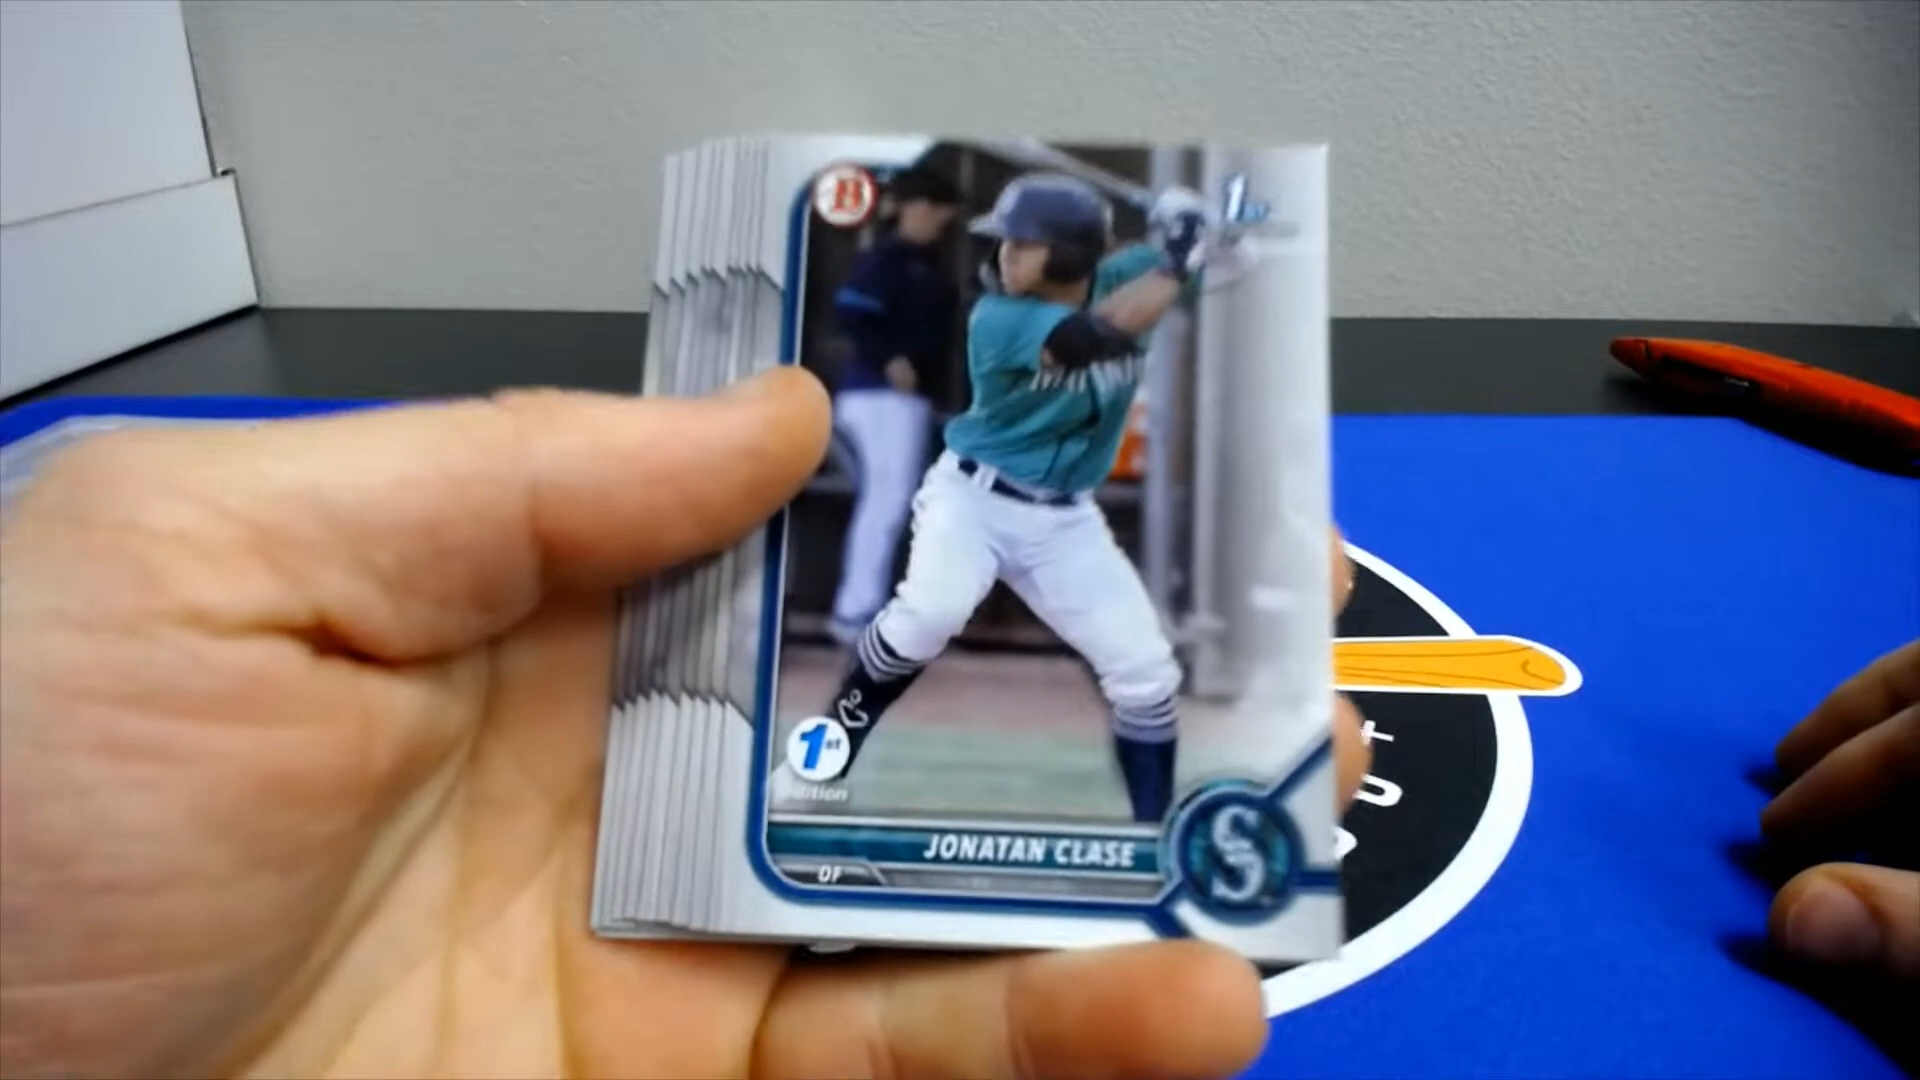 B
1st
1st
edition
JONATAN CLASE
OF
S
+